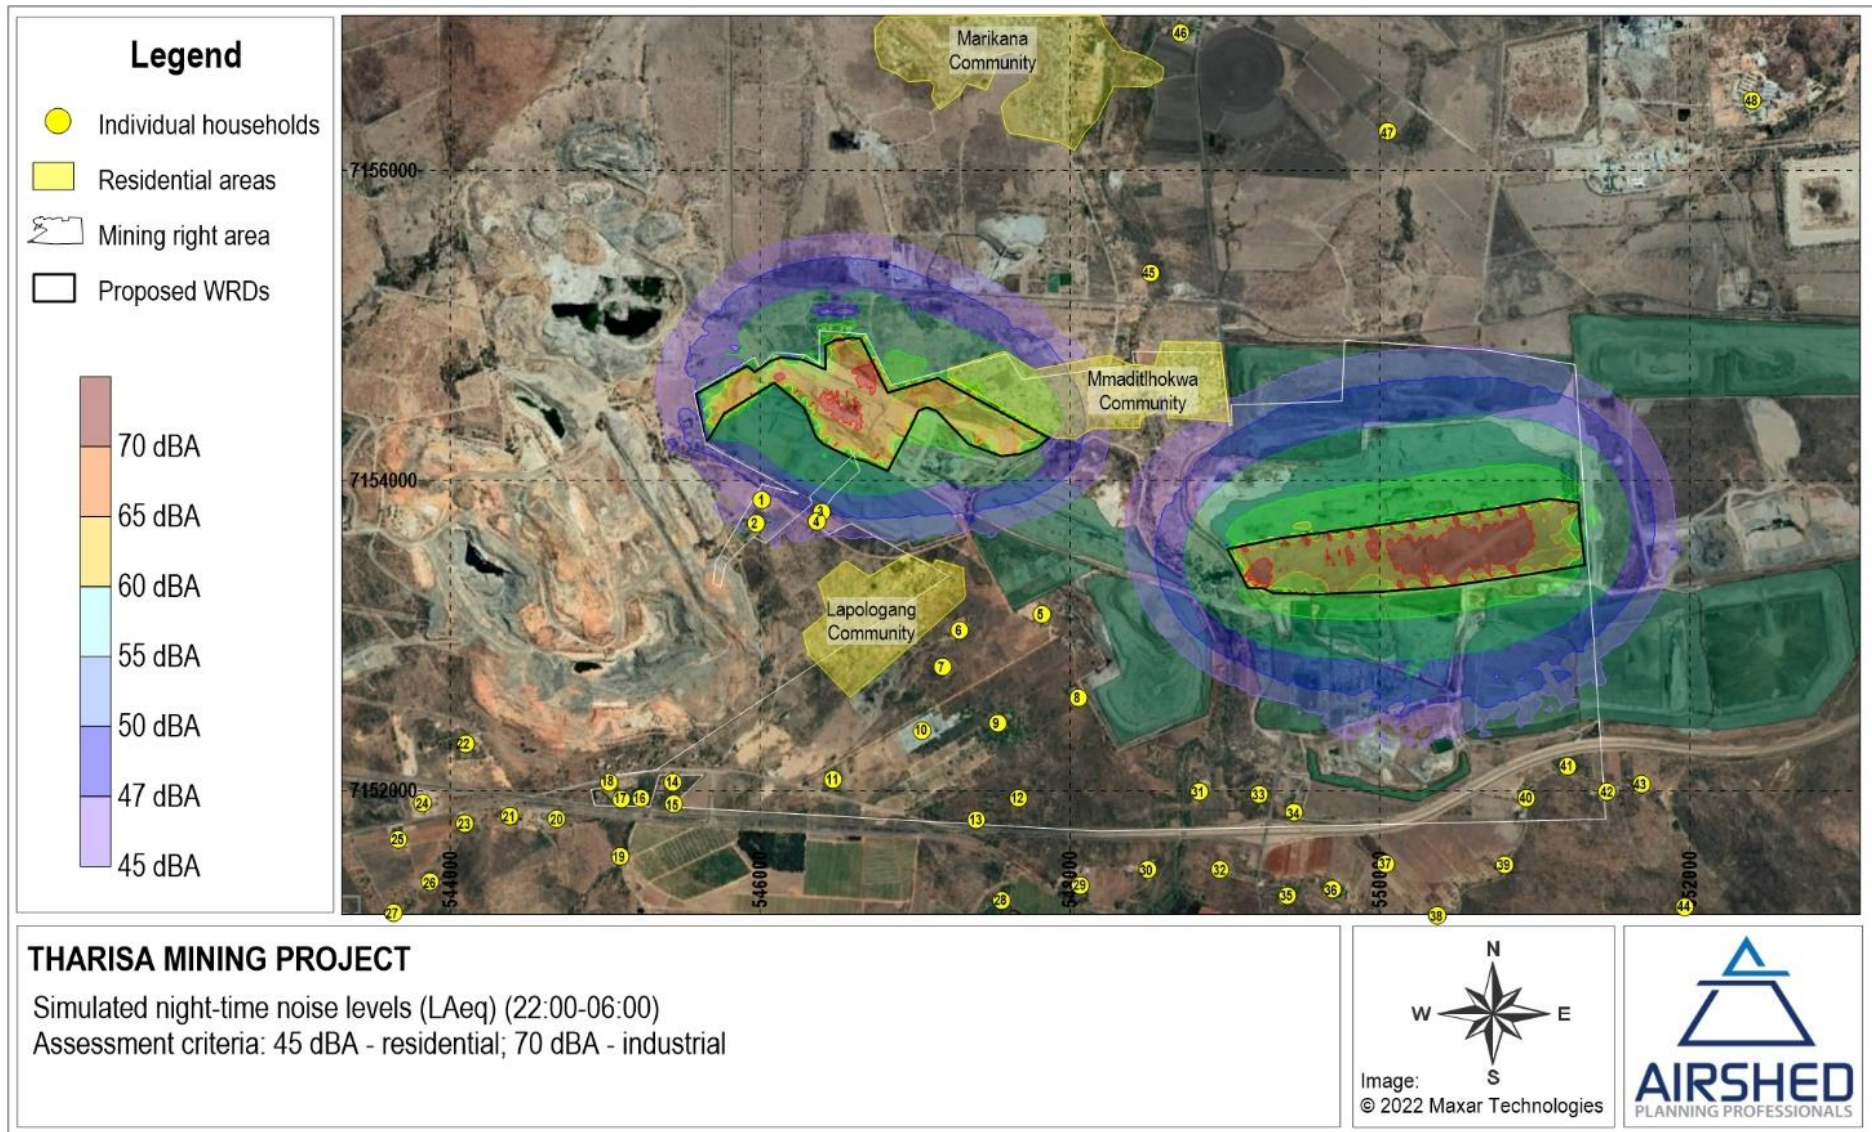 Legend
Individual households
Residential areas
Mining right area
Proposed WRDs
70 dBA
65 dBA
60 dBA
55 dBA
50 dBA
47 dBA
45 dBA
Marikana
Community
46
48
47
7156000
45
Mmaditlhokwa
Community
7154000
1
2
3
4
Lapologang
Community
5
6
7
8
9
10
22
11
18
14
7152000
17
16
15
12
13
24
21
20
23
25
19
26
27
28
29
30
31
32
33
34
35
36
37
38
39
40
41
42
43
44
544000
546000
548000
550000
552000
THARISA MINING PROJECT
Simulated night-time noise levels (LAeq) (22:00-06:00)
Assessment criteria: 45 dBA - residential; 70 dBA - industrial
N
W
E
S
Image:
© 2022 Maxar Technologies
AIRSHED
PLANNING PROFESSIONALS